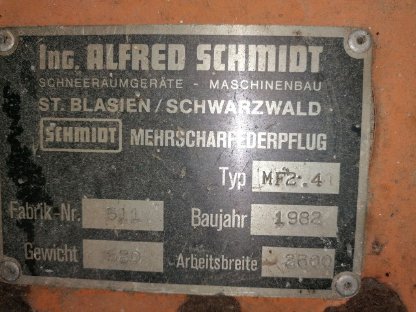 Ing. ALFRED SCHMIDT
SCHNEERÄUMGERÄTE - MASCHINENBAU
ST. BLASIEN / SCHWARZWALD
SCHMIDT MEHRSCHARFEDERPFLUG
Typ MF2.4
Fabrik-Nr. 511 Baujahr 1982
Gewicht Arbeitsbreite